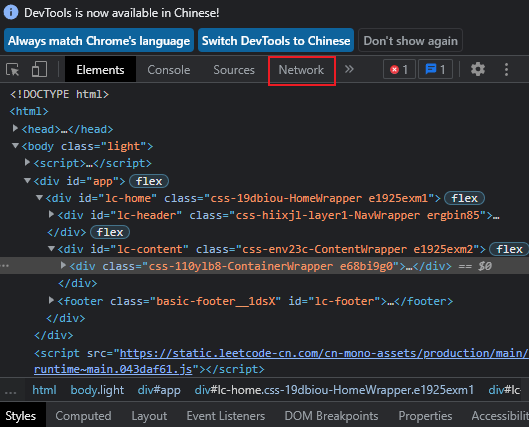 DevTools is now available in Chinese!
Always match Chrome's language Switch DevTools to Chinese Don't show again
Elements Console Sources Network » 1 1
<!DOCTYPE html>
<html>
<head>…</head>
<body class="light">
<script>…</script>
<div id="app"> flex
<div id="lc-home" class="css-19dbiou-HomeWrapper e1925exm1"> flex
<div id="lc-header" class="css-hiixjl-layer1-NavWrapper ergbin85">…
</div> flex
<div id="lc-content" class="css-env23c-ContentWrapper e1925exm2"> flex
… <div class="css-110ylb8-ContainerWrapper e68bi9g0">…</div> == $0
</div>
<footer class="basic-footer__1dsX" id="lc-footer">…</footer>
</div>
</div>
<script src="https://static.leetcode-cn.com/cn-mono-assets/production/main/
runtime~main.043daf61.js"></script>
… html body.light div#app div#lc-home.css-19dbiou-HomeWrapper.e1925exm1 div#lc- …
Styles Computed Layout Event Listeners DOM Breakpoints Properties Accessibili